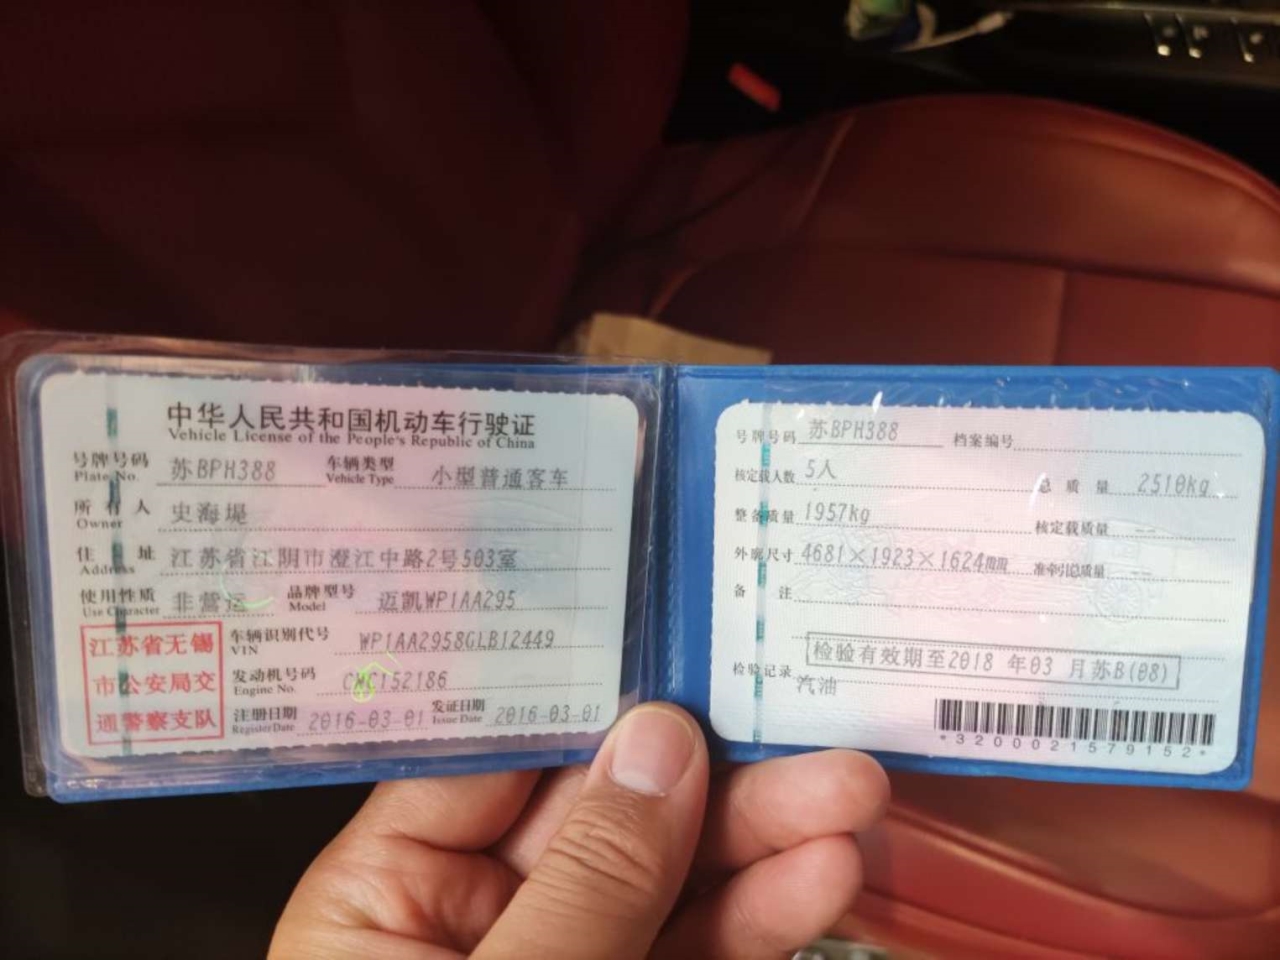 中华人民共和国机动车行驶证
Vehicle License of the People's Republic of China
号牌号码 苏BPH388 车辆类型 小型普通客车
Plate No. Vehicle Type
所有人 史海堤
Owner
住址 江苏省江阴市澄江中路2号503室
Address
使用性质 非营运 品牌型号 迈凯WP1AA295
Use Character Model
江苏省无锡
市公安局交
通警察支队
车辆识别代号 WP1AA2958GLB12449
VIN
发动机号码 CNC152186
Engine No.
注册日期 2016-03-01 发证日期 2016-03-01
Register Date Issue Date
号牌号码 苏BPH388 档案编号
核定载人数 5人 总质量 2510kg
整备质量 1957kg 核定载质量 --
外廓尺寸 4681×1923×1624mm 准牵引总质量 --
备注
检验有效期至2018 年03 月苏B(08)
检验记录
汽油
*3200021579152*